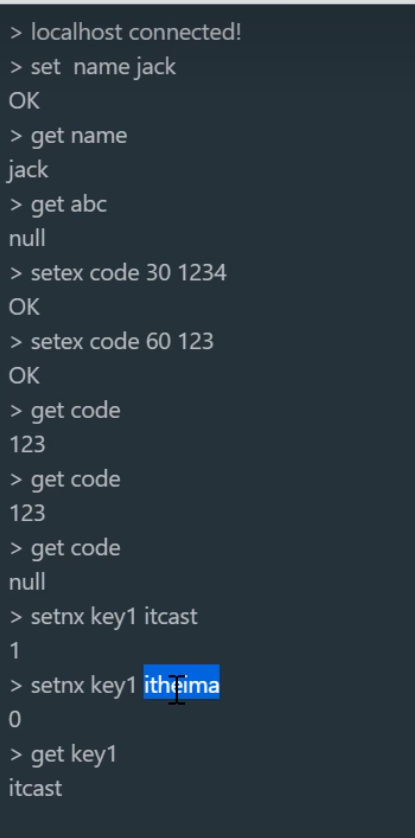 > localhost connected!
> set  name jack
OK
> get name
jack
> get abc
null
> setex code 30 1234
OK
> setex code 60 123
OK
> get code
123
> get code
123
> get code
null
> setnx key1 itcast
1
> setnx key1 itheima
0
> get key1
itcast